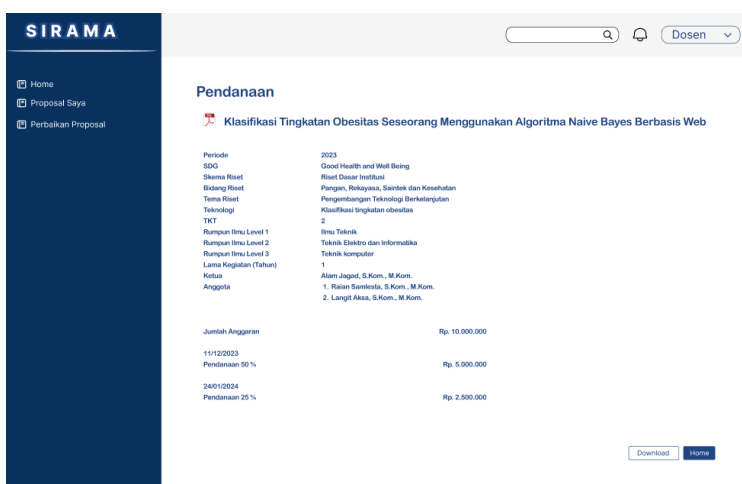 SIRAMA
Dosen
Home
Proposal Saya
Perbaikan Proposal
Pendanaan
Klasifikasi Tingkatan Obesitas Seseorang Menggunakan Algoritma Naive Bayes Berbasis Web
Periode 2023
SDG Good Health and Well Being
Skema Riset Riset Dasar Institusi
Bidang Riset Pangan, Rekayasa, Saintek dan Kesehatan
Tema Riset Pengembangan Teknologi Berkelanjutan
Teknologi Klasifikasi tingkatan obesitas
TKT 2
Rumpun Ilmu Level 1 Ilmu Teknik
Rumpun Ilmu Level 2 Teknik Elektro dan Informatika
Rumpun Ilmu Level 3 Teknik komputer
Lama Kegiatan (Tahun) 1
Ketua Alam Jagad, S.Kom., M.Kom.
Anggota 1. Raian Samlesta, S.Kom., M.Kom.
2. Langit Aksa, S.Kom., M.Kom.
Jumlah Anggaran Rp. 10.000.000
11/12/2023
Pendanaan 50 % Rp. 5.000.000
24/01/2024
Pendanaan 25 % Rp. 2.500.000
Download Home